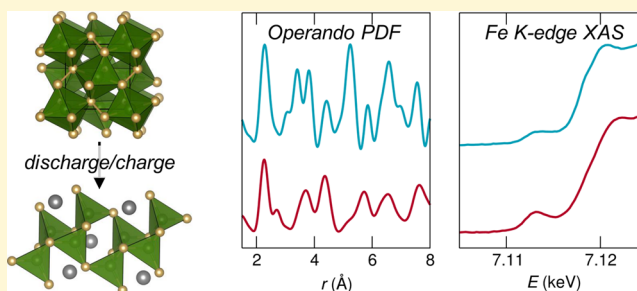 discharge/charge
Operando PDF
2
4
6
8
r (Å)
Fe K-edge XAS
7.11
7.12
E (keV)